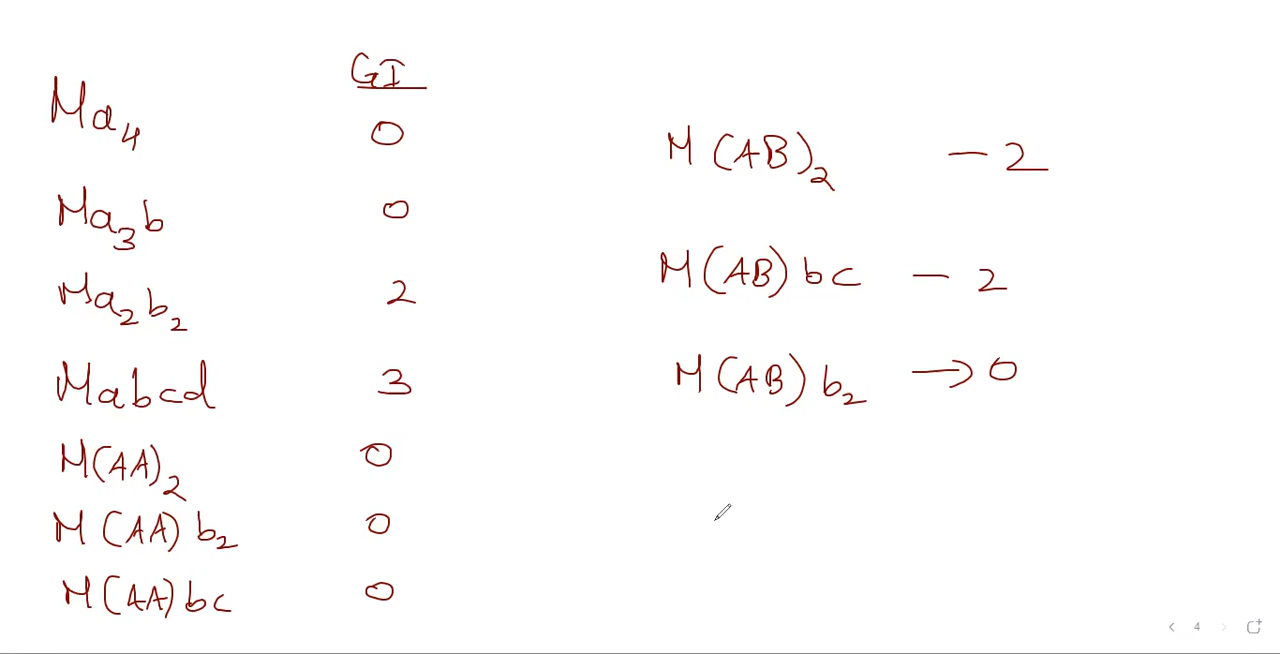 GI
Ma₄ 0
Ma₃b 0
Ma₂b₂ 2
Mabcd 3
M(AA)₂ 0
M(AA)b₂ 0
M(AA)bc 0
M(AB)₂ — 2
M(AB)bc — 2
M(AB)b₂ → 0
< 4 >